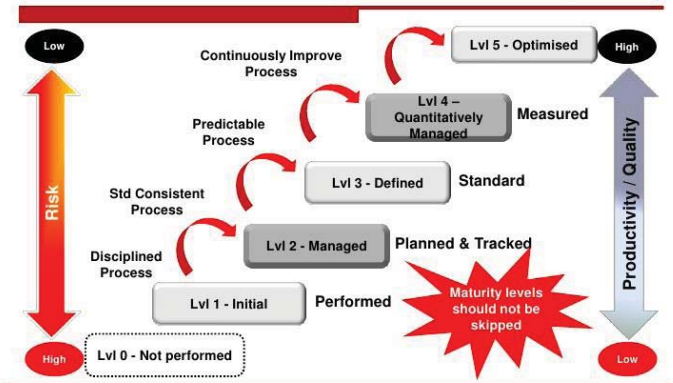 Low
Continuously Improve
Process
Lvl 5 - Optimised
High
Lvl 4 –
Quantitatively
Managed
Measured
Predictable
Process
Lvl 3 - Defined
Standard
Std Consistent
Process
Lvl 2 - Managed
Planned & Tracked
Disciplined
Process
Lvl 1 - Initial
Performed
Maturity levels
should not be
skipped
Risk
Productivity / Quality
High
Lvl 0 - Not performed
Low